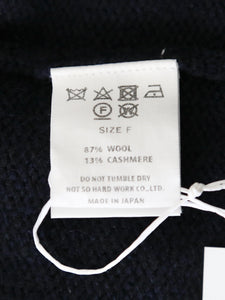 SIZE F
87% WOOL
13% CASHMERE
DO NOT TUMBLE DRY
NOT SO HARD WORK CO.,LTD.
MADE IN JAPAN